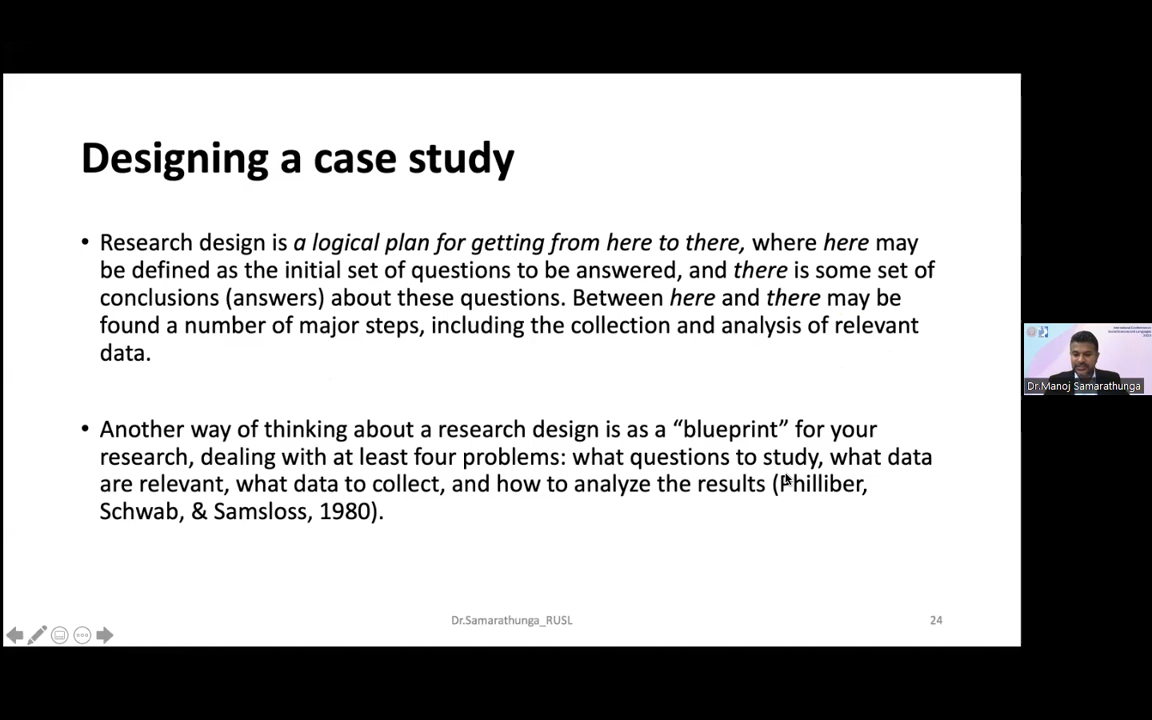 Designing a case study
• Research design is a logical plan for getting from here to there, where here may
be defined as the initial set of questions to be answered, and there is some set of
conclusions (answers) about these questions. Between here and there may be
found a number of major steps, including the collection and analysis of relevant
data.
• Another way of thinking about a research design is as a “blueprint” for your
research, dealing with at least four problems: what questions to study, what data
are relevant, what data to collect, and how to analyze the results (Philliber,
Schwab, & Samsloss, 1980).
Dr.Samarathunga_RUSL
24
Dr.Manoj Samarathunga